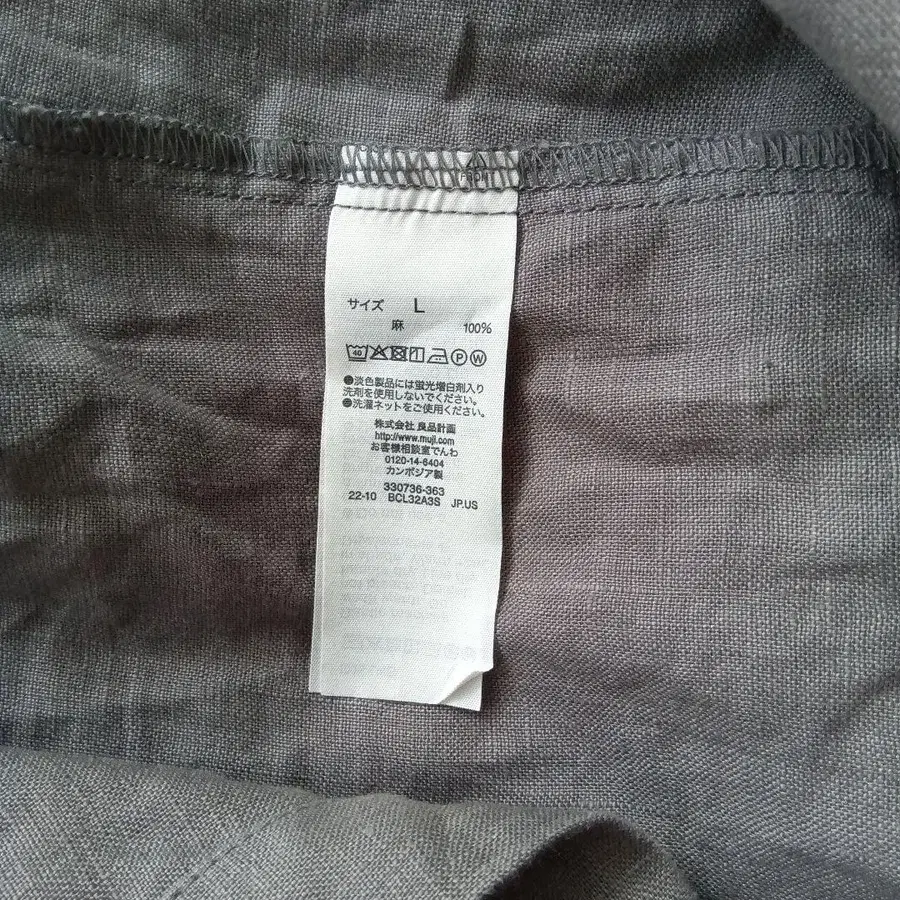 サイズ L
麻 100%
40 P W
●淡色製品には蛍光増白剤入り
洗剤を使用しないでください。
●洗濯ネットをご使用ください。
株式会社 良品計画
http://www.muji.com
お客様相談室でんわ
0120-14-6404
カンボジア製
330736-363
22-10 BCL32A3S JP.US